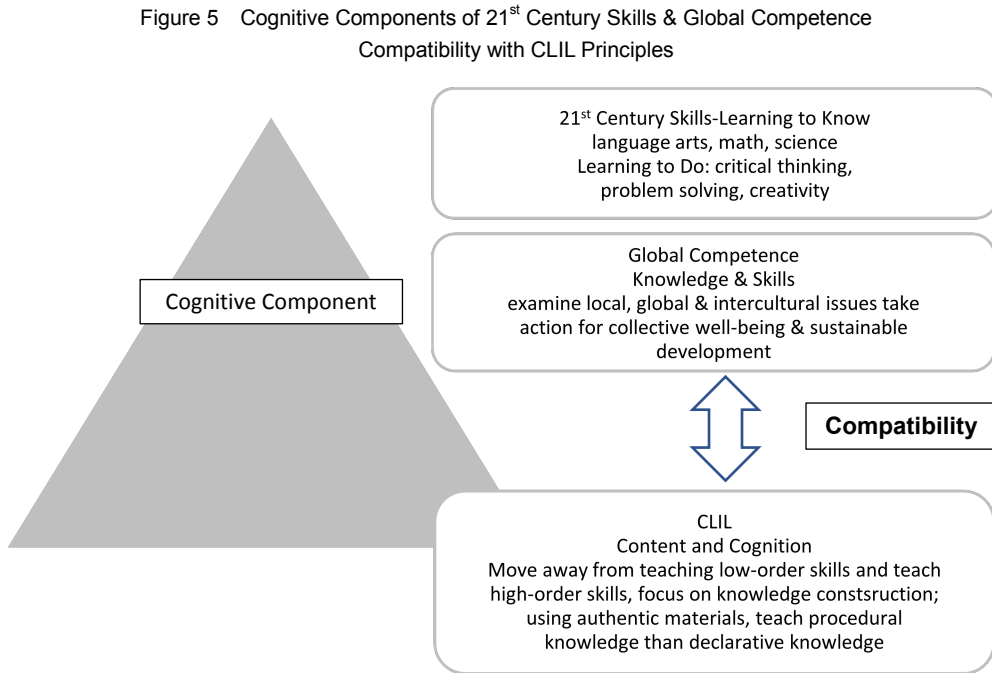 Figure 5 Cognitive Components of 21st Century Skills & Global Competence
Compatibility with CLIL Principles
21st Century Skills-Learning to Know
language arts, math, science
Learning to Do: critical thinking,
problem solving, creativity
Cognitive Component
Global Competence
Knowledge & Skills
examine local, global & intercultural issues take
action for collective well-being & sustainable
development
Compatibility
CLIL
Content and Cognition
Move away from teaching low-order skills and teach
high-order skills, focus on knowledge constsruction;
using authentic materials, teach procedural
knowledge than declarative knowledge